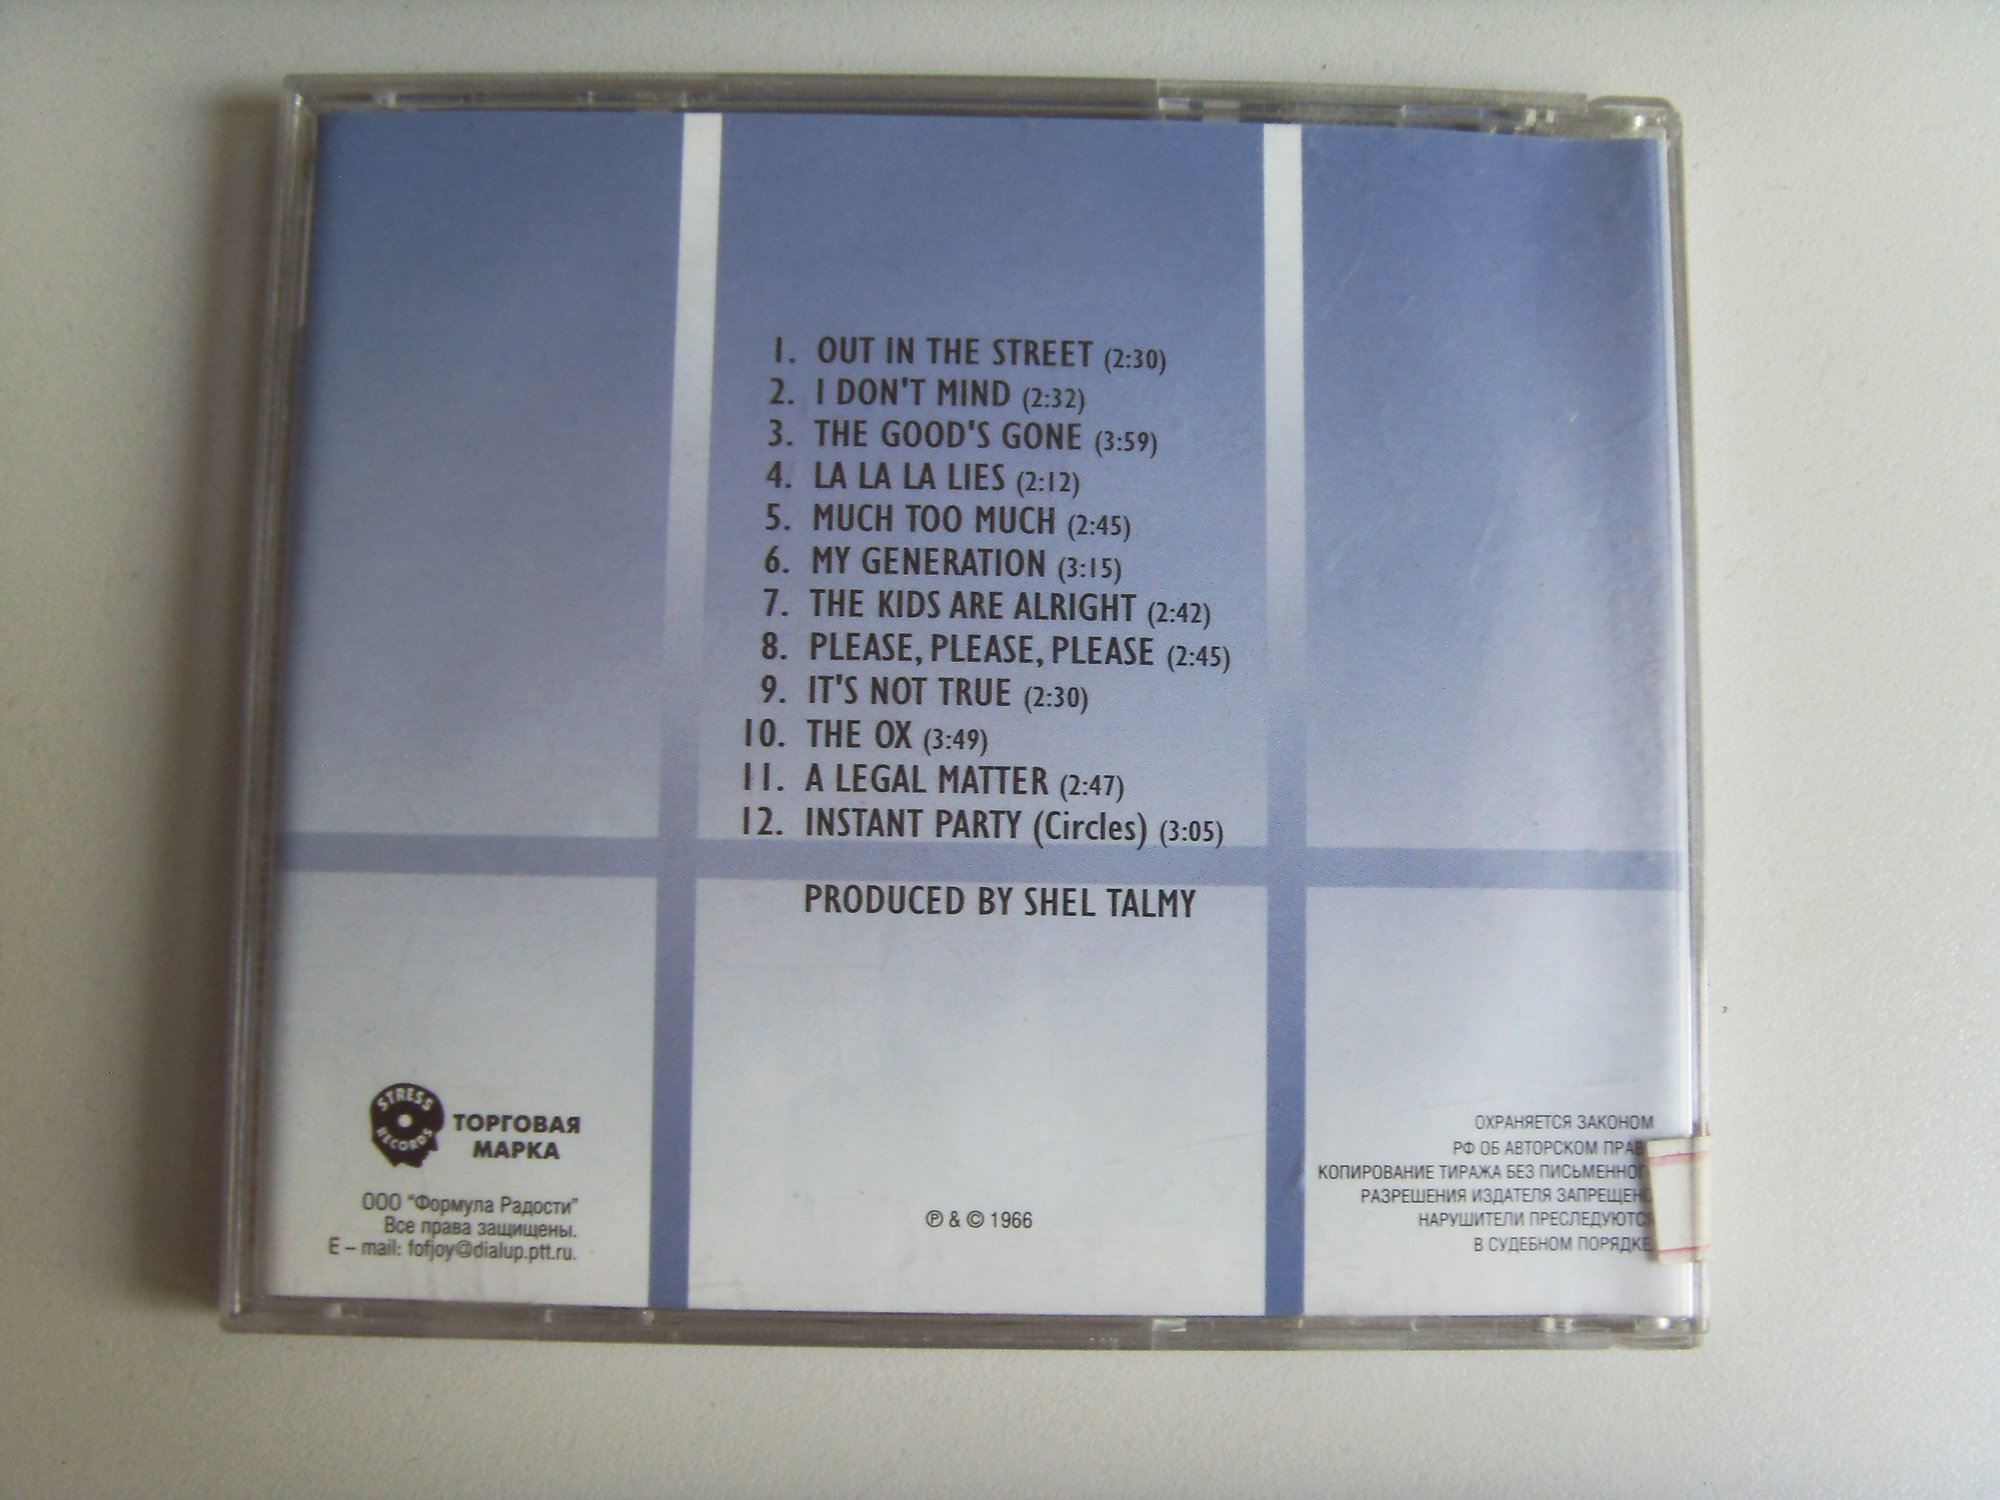 1. OUT IN THE STREET (2:30)
2. I DON'T MIND (2:32)
3. THE GOOD'S GONE (3:59)
4. LA LA LA LIES (2:12)
5. MUCH TOO MUCH (2:45)
6. MY GENERATION (3:15)
7. THE KIDS ARE ALRIGHT (2:42)
8. PLEASE, PLEASE, PLEASE (2:45)
9. IT'S NOT TRUE (2:30)
10. THE OX (3:49)
11. A LEGAL MATTER (2:47)
12. INSTANT PARTY (Circles) (3:05)
PRODUCED BY SHEL TALMY
STRESS
RECORDS
ТОРГОВАЯ
МАРКА
ООО "Формула Радости"
Все права защищены.
E – mail: fofjoy@dialup.ptt.ru.
℗ & © 1966
ОХРАНЯЕТСЯ ЗАКОНОМ
РФ ОБ АВТОРСКОМ
КОПИРОВАНИЕ ТИРАЖА БЕЗ ПИСЬМЕННОГО
РАЗРЕШЕНИЯ ИЗДАТЕЛЯ ЗАПРЕЩЕНО
НАРУШИТЕЛИ ПРЕСЛЕДУЮТСЯ
В СУДЕБНОМ ПОРЯДКЕ